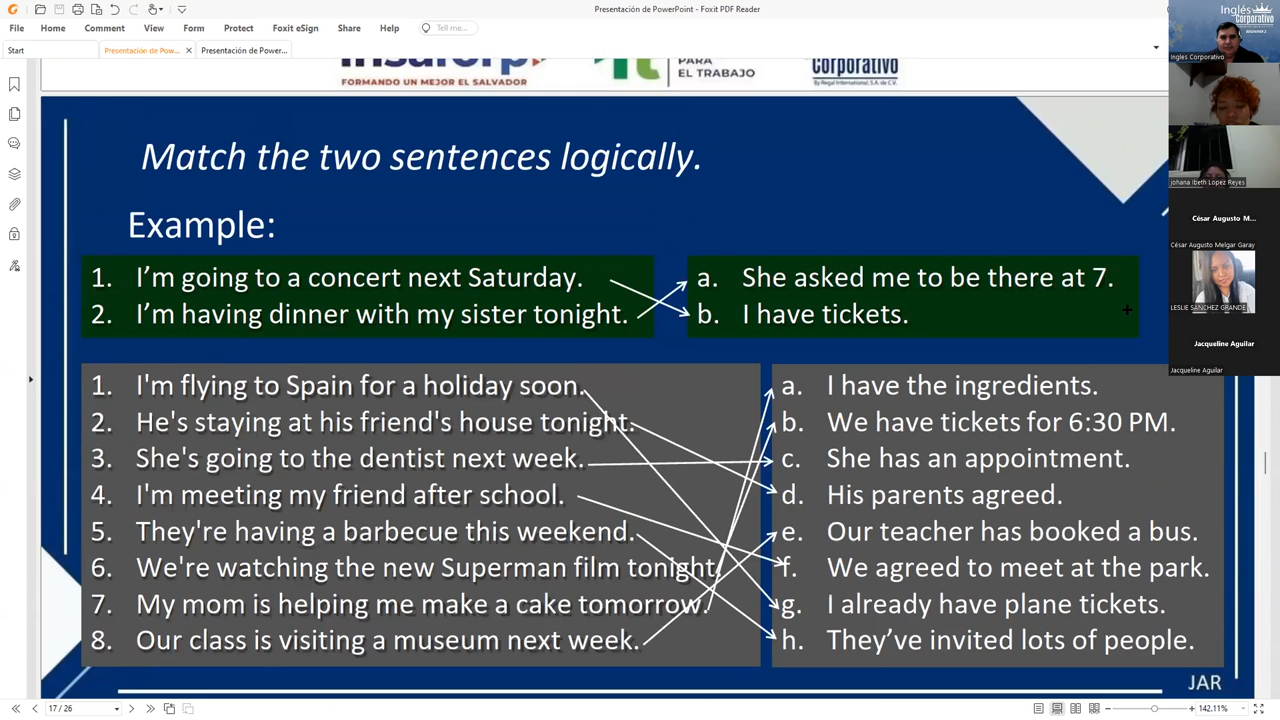 Presentación de PowerPoint - Foxit PDF Reader
File Home Comment View Form Protect Foxit eSign Share Help Tell me...
Start Presentación de Pow... × Presentación de Power...
FORMANDO UN MEJOR EL SALVADOR
PARA
EL TRABAJO
Corporativo
By Regal International, S.A. de C.V.
Match the two sentences logically.
Example:
1. I’m going to a concert next Saturday.
2. I’m having dinner with my sister tonight.
a. She asked me to be there at 7.
b. I have tickets.
1. I'm flying to Spain for a holiday soon.
2. He's staying at his friend's house tonight.
3. She's going to the dentist next week.
4. I'm meeting my friend after school.
5. They're having a barbecue this weekend.
6. We're watching the new Superman film tonight.
7. My mom is helping me make a cake tomorrow.
8. Our class is visiting a museum next week.
a. I have the ingredients.
b. We have tickets for 6:30 PM.
c. She has an appointment.
d. His parents agreed.
e. Our teacher has booked a bus.
f. We agreed to meet at the park.
g. I already have plane tickets.
h. They’ve invited lots of people.
JAR
17 / 26
142.11%
Inglés
Corporativo
Inglés Corporativo
Johana Ibeth Lopez Reyes
César Augusto M...
César Augusto Melgar Garay
LESLIE SANCHEZ GRANDE
Jacqueline Aguilar
Jacqueline Aguilar